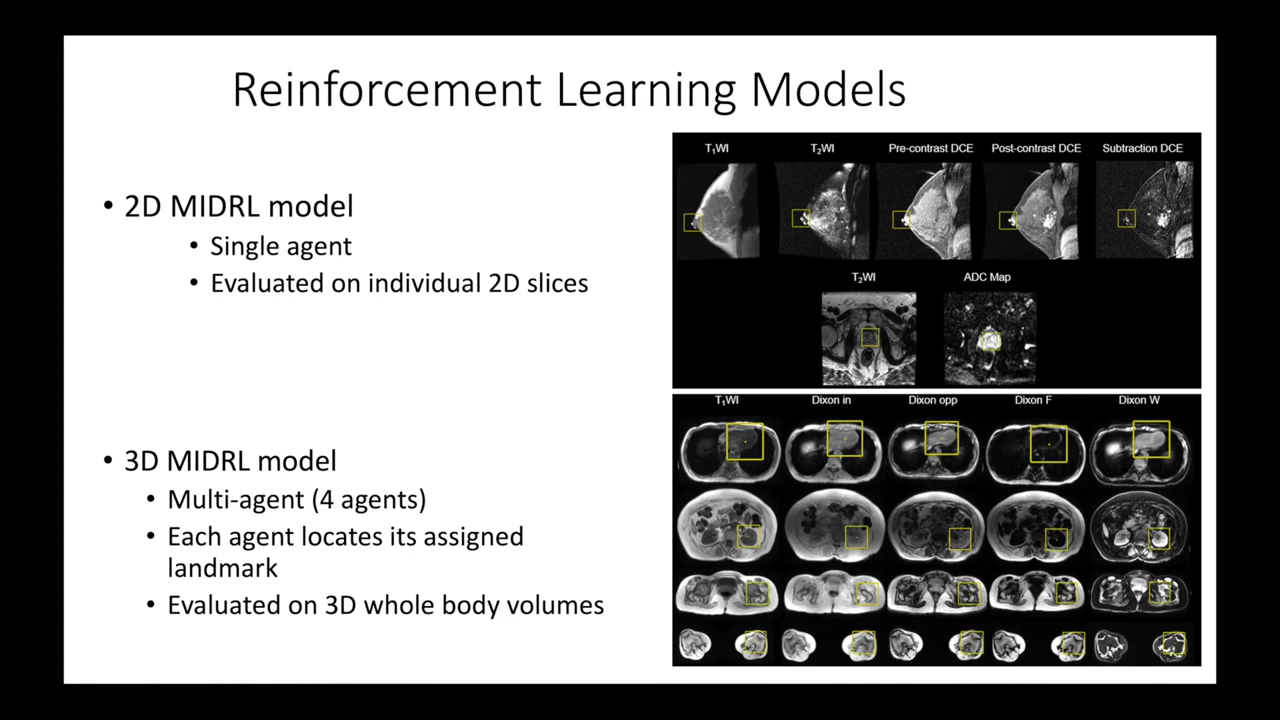 Reinforcement Learning Models
• 2D MIDRL model
• Single agent
• Evaluated on individual 2D slices
• 3D MIDRL model
• Multi-agent (4 agents)
• Each agent locates its assigned
landmark
• Evaluated on 3D whole body volumes
T₁WI T₂WI Pre-contrast DCE Post-contrast DCE Subtraction DCE
T₂WI ADC Map
T₁WI Dixon in Dixon opp Dixon F Dixon W